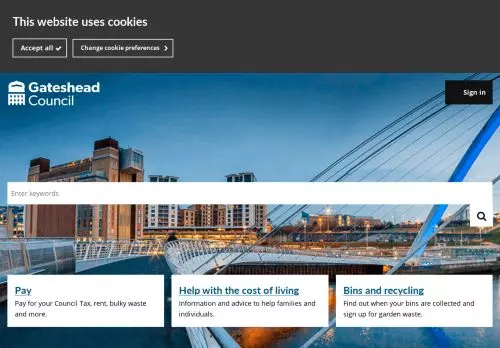 This website uses cookies
Accept all
Change cookie preferences
Gateshead
Council
Sign in
Enter keywords
Pay
Pay for your Council Tax, rent, bulky waste
and more.
Help with the cost of living
Information and advice to help families and
individuals.
Bins and recycling
Find out when your bins are collected and
sign up for garden waste.